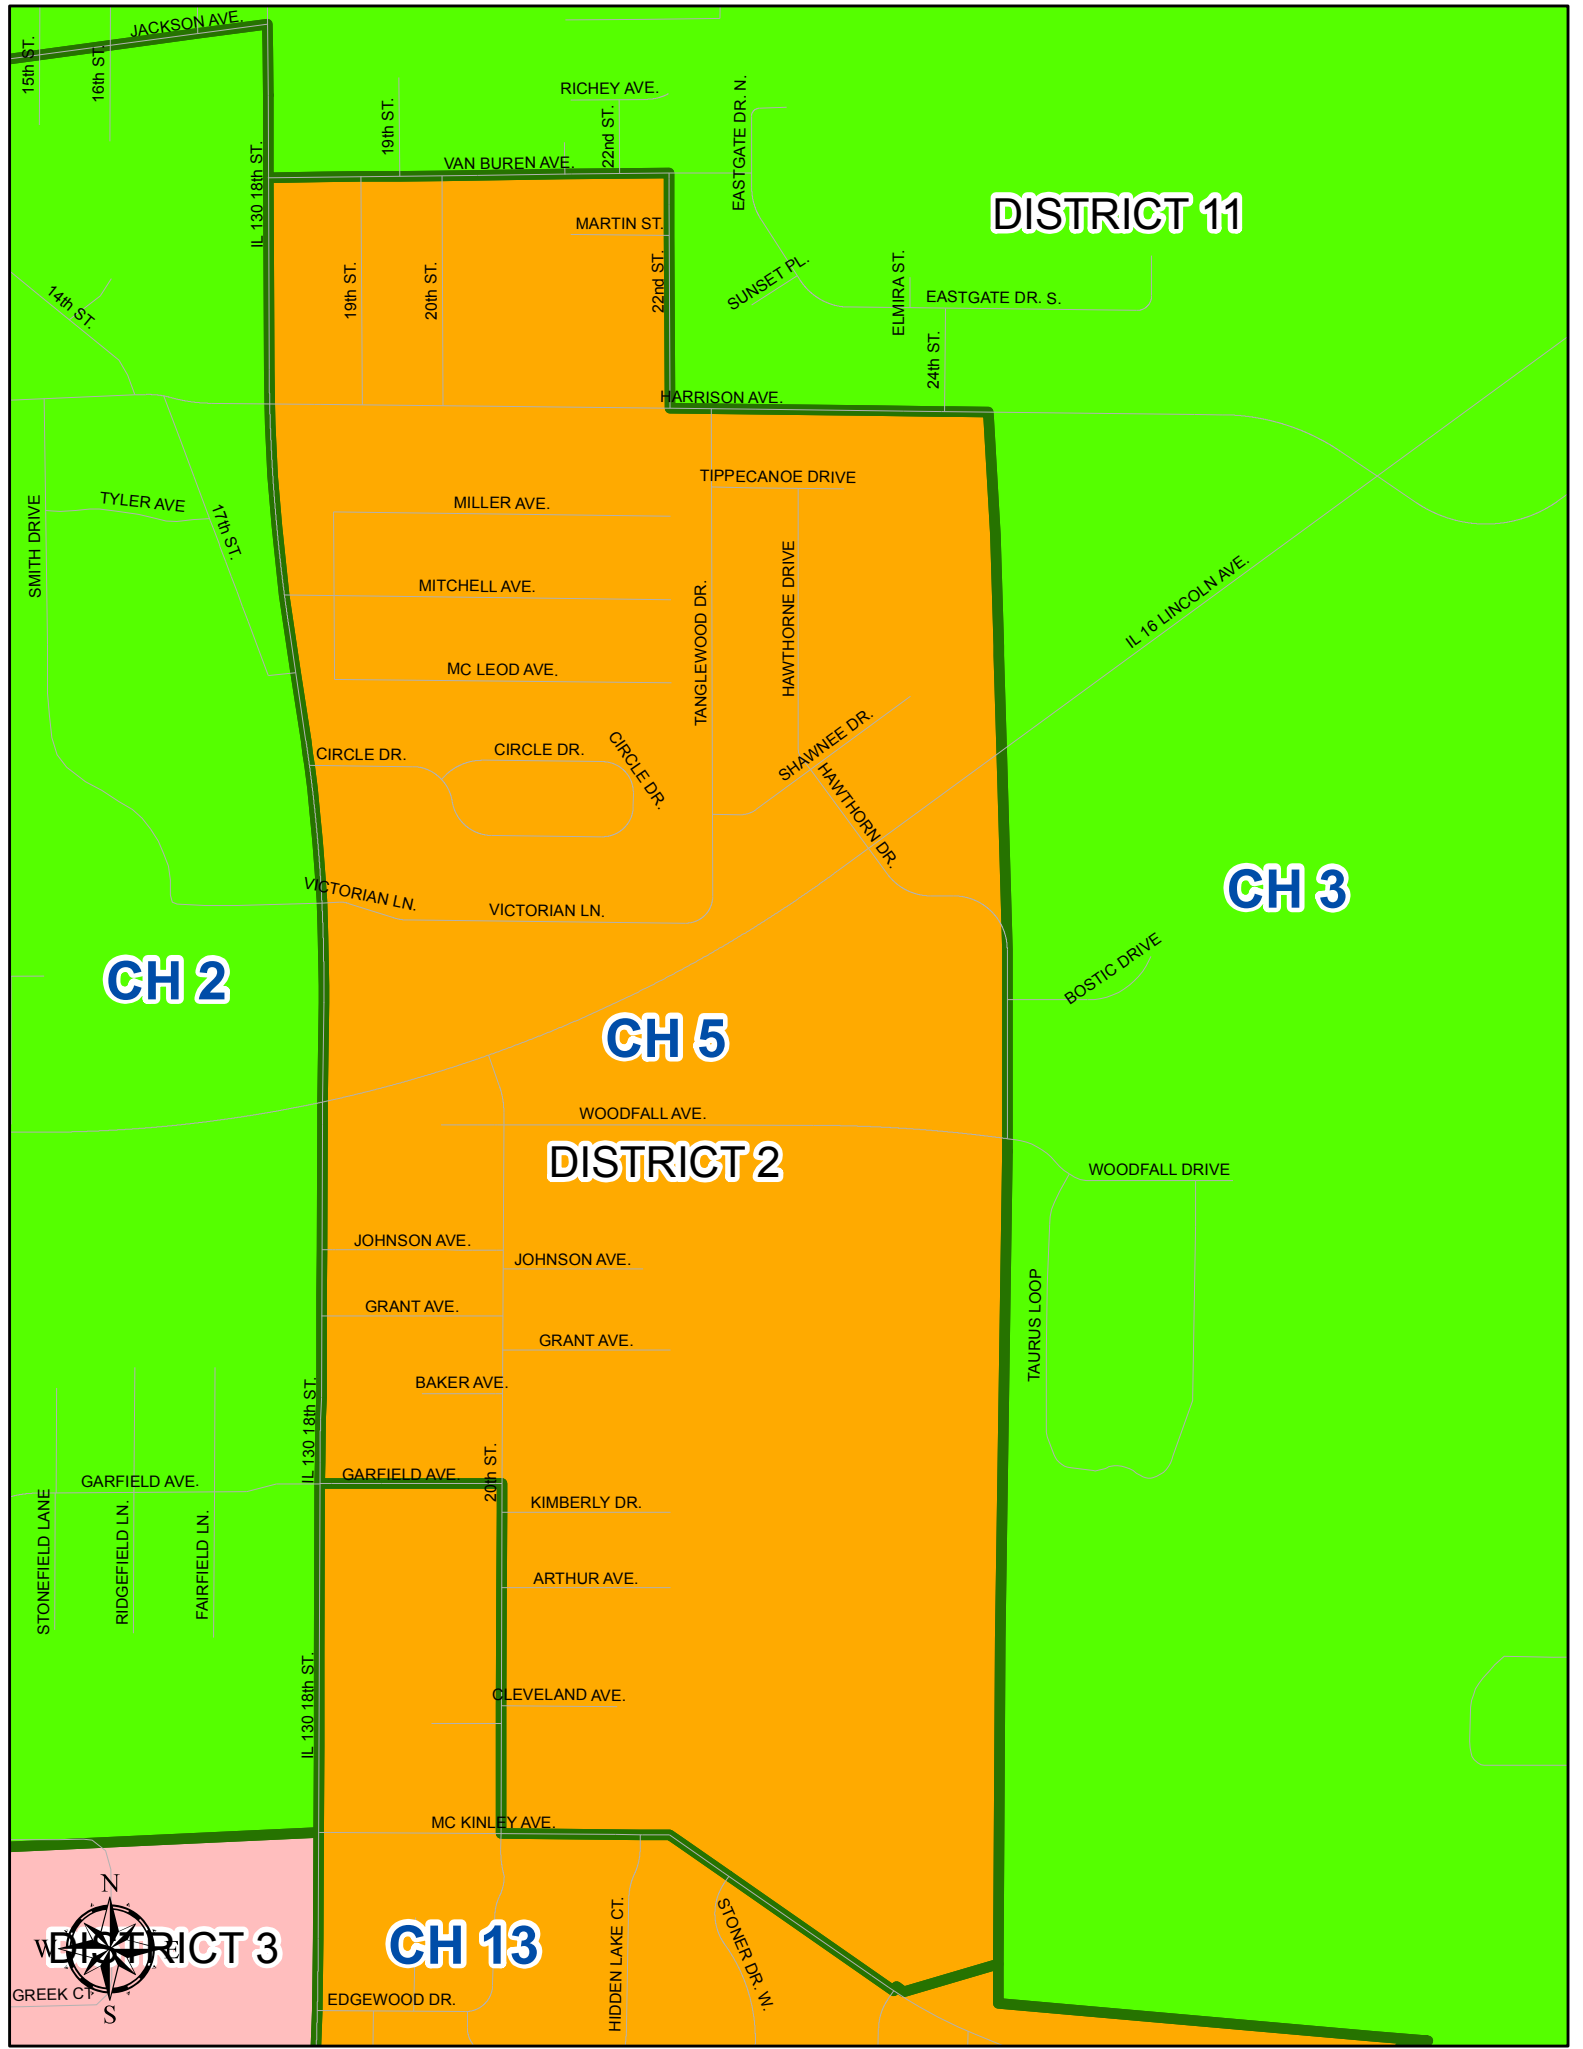 JACKSON AVE.
15th ST.
16th ST.
RICHEY AVE.
19th ST.
22nd ST.
EASTGATE DR. N.
VAN BUREN AVE.
IL 130 18th ST.
MARTIN ST.
DISTRICT 11
19th ST.
20th ST.
22nd ST.
SUNSET PL.
ELMIRA ST.
EASTGATE DR. S.
14th ST.
24th ST.
HARRISON AVE.
TIPPECANOE DRIVE
SMITH DRIVE
TYLER AVE
17th ST.
MILLER AVE.
HAWTHORNE DRIVE
MITCHELL AVE.
TANGLEWOOD DR.
IL 16 LINCOLN AVE.
MC LEOD AVE.
SHAWNEE DR.
CIRCLE DR.
CIRCLE DR.
CIRCLE DR.
HAWTHORN DR.
VICTORIAN LN.
VICTORIAN LN.
CH 3
CH 2
BOSTIC DRIVE
CH 5
WOODFALL AVE.
DISTRICT 2
WOODFALL DRIVE
JOHNSON AVE.
JOHNSON AVE.
GRANT AVE.
GRANT AVE.
TAURUS LOOP
BAKER AVE.
IL 130 18th ST.
20th ST.
GARFIELD AVE.
GARFIELD AVE.
KIMBERLY DR.
STONEFIELD LANE
RIDGEFIELD LN.
FAIRFIELD LN.
ARTHUR AVE.
IL 130 18th ST.
CLEVELAND AVE.
MC KINLEY AVE.
N
W
E
S
DISTRICT 3
CH 13
HIDDEN LAKE CT.
STONER DR. W.
GREEK CT
EDGEWOOD DR.